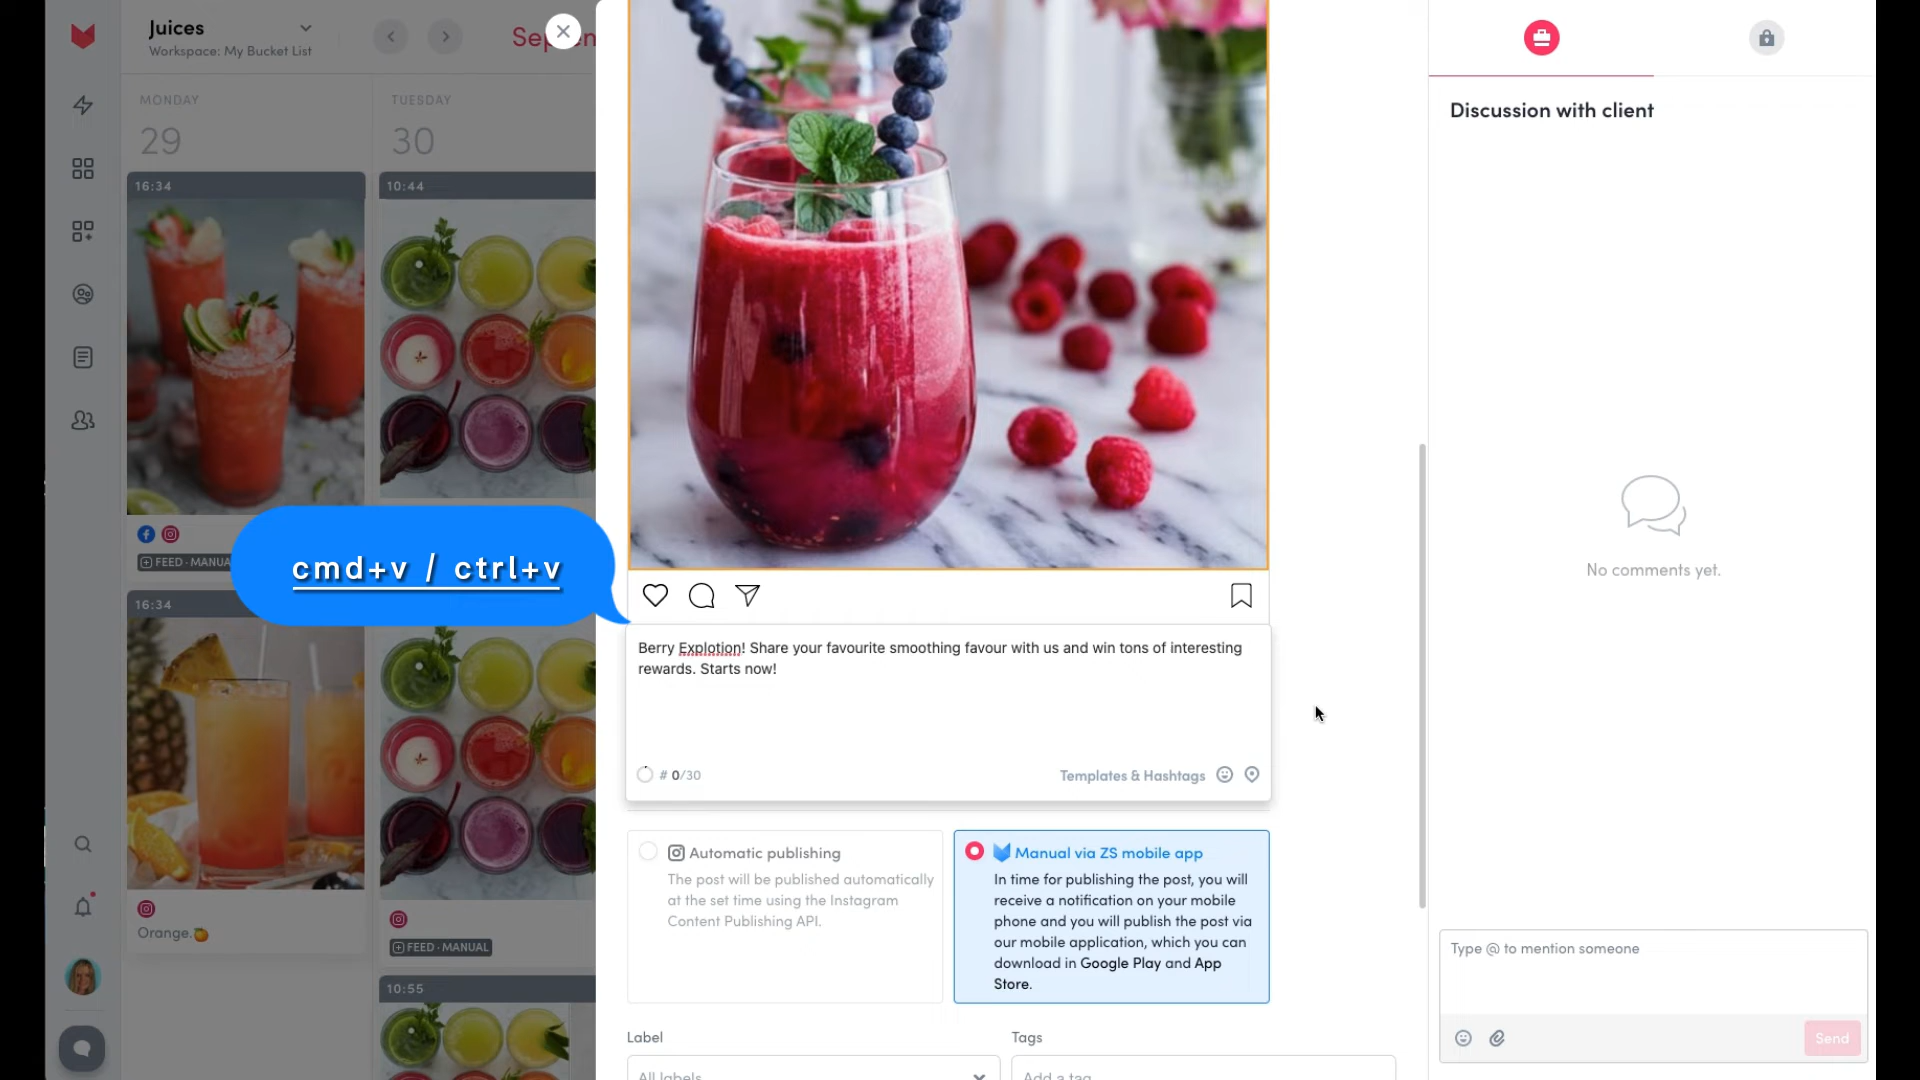 Juices
Workspace: My Bucket List
MONDAY
29
TUESDAY
30
16:34
10:44
FEED · MANUA
16:34
Orange.🍊
FEED · MANUAL
10:55
cmd+v / ctrl+v
Berry Explotion! Share your favourite smoothing favour with us and win tons of interesting
rewards. Starts now!
# 0/30
Templates & Hashtags
Automatic publishing
The post will be published automatically
at the set time using the Instagram
Content Publishing API.
Manual via ZS mobile app
In time for publishing the post, you will
receive a notification on your mobile
phone and you will publish the post via
our mobile application, which you can
download in Google Play and App
Store.
Label
All labels
Tags
Add a tag
Discussion with client
No comments yet.
Type @ to mention someone
Send